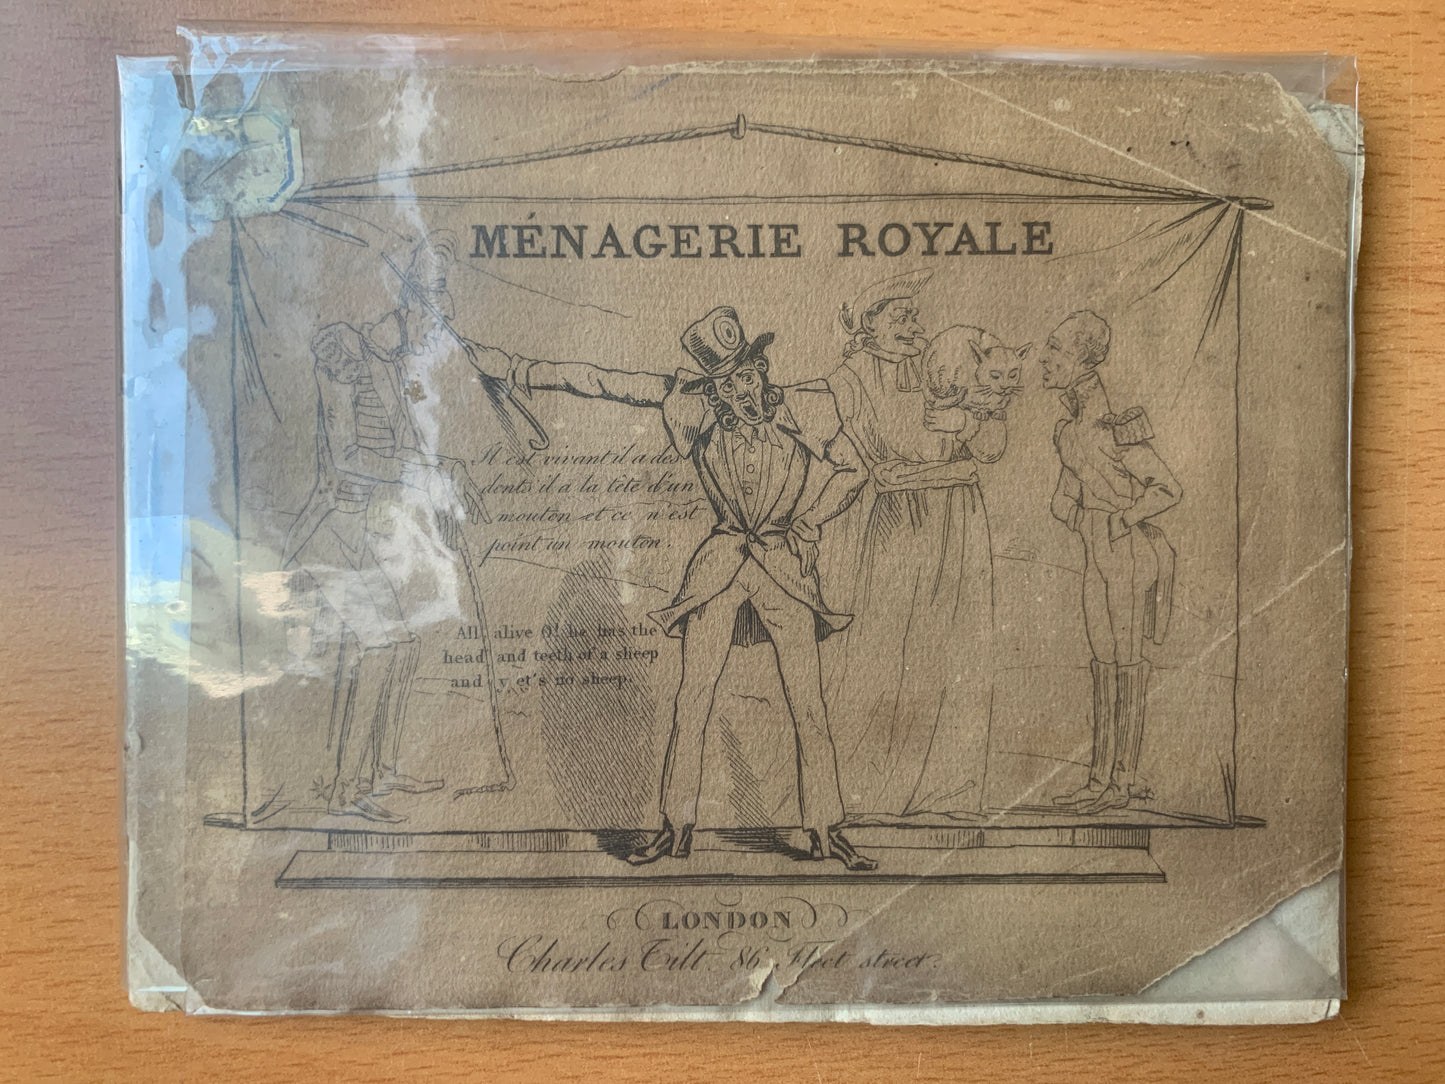 MÉNAGERIE ROYALE
Il est vivant il a des
dents il a la tête d'un
mouton et ce n'est
point un mouton.
All alive O! he has the
head and teeth of a sheep
and y et's no sheep.
LONDON
Charles Tilt. 86 Fleet street.